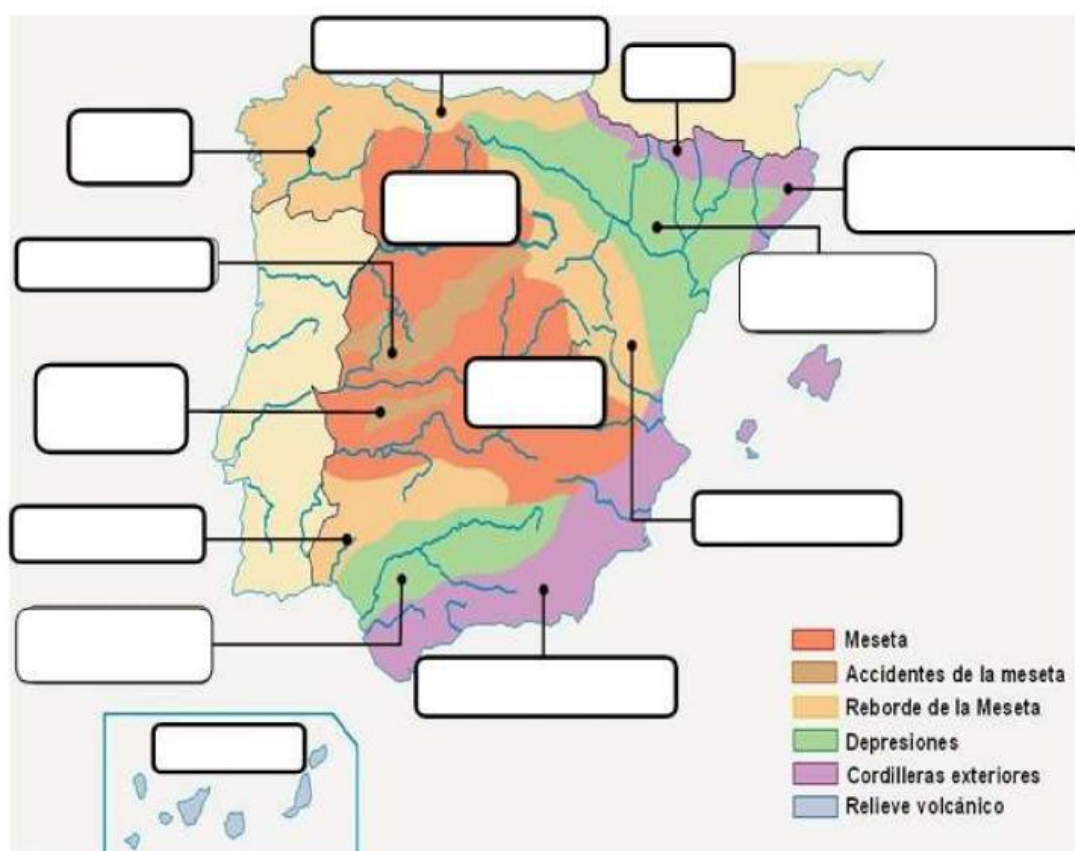 Meseta
Accidentes de la meseta
Reborde de la Meseta
Depresiones
Cordilleras exteriores
Relieve volcánico